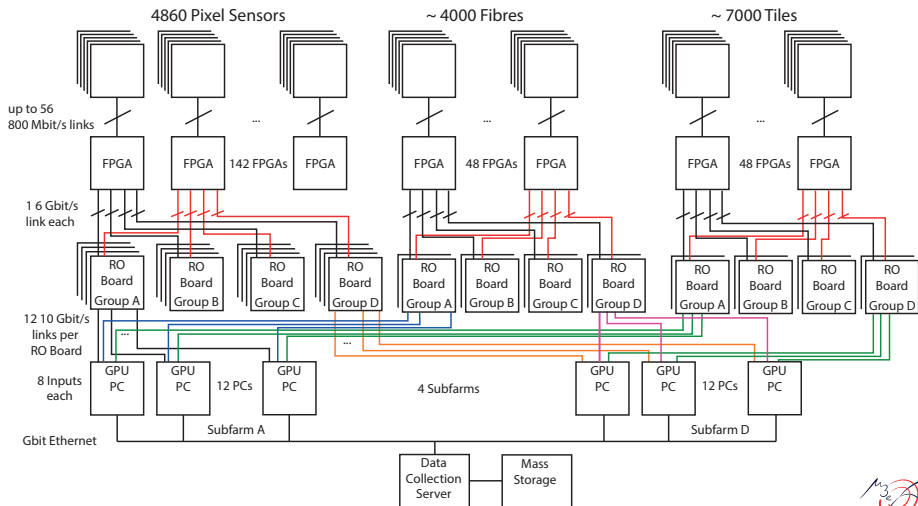 4860 Pixel Sensors
~ 4000 Fibres
~ 7000 Tiles
up to 56
800 Mbit/s links
...
...
...
FPGA
FPGA
142 FPGAs
FPGA
FPGA
48 FPGAs
FPGA
FPGA
48 FPGAs
FPGA
1 6 Gbit/s
link each
RO
Board
Group A
RO
Board
Group B
RO
Board
Group C
RO
Board
Group D
RO
Board
Group A
RO
Board
Group B
RO
Board
Group C
RO
Board
Group D
RO
Board
Group A
RO
Board
Group B
RO
Board
Group C
RO
Board
Group D
12 10 Gbit/s
links per
RO Board
...
...
8 Inputs
each
GPU
PC
GPU
PC
12 PCs
GPU
PC
4 Subfarms
GPU
PC
GPU
PC
12 PCs
GPU
PC
Subfarm A
Subfarm D
Gbit Ethernet
Data
Collection
Server
Mass
Storage